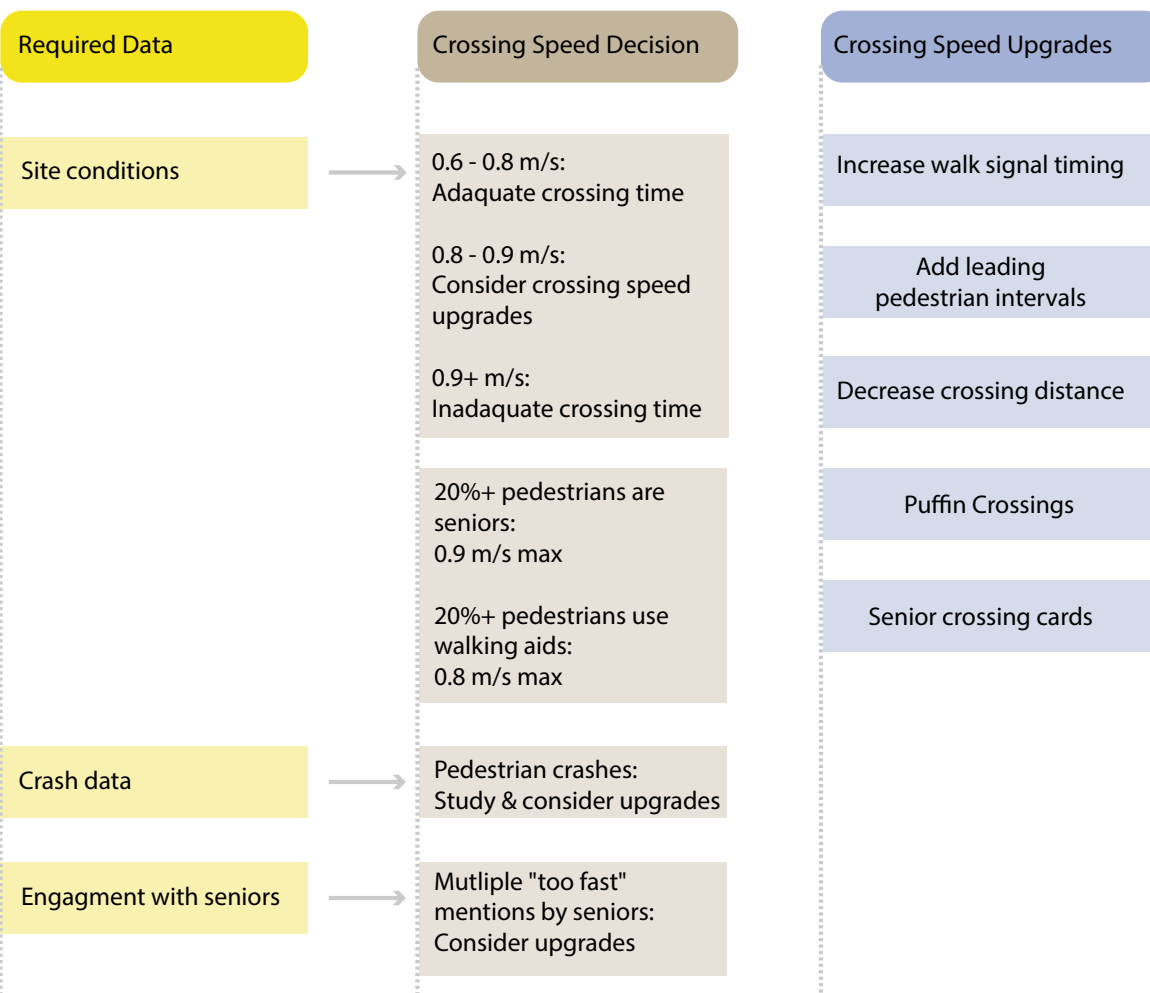 Required Data
Crossing Speed Decision
Crossing Speed Upgrades
Site conditions
0.6 - 0.8 m/s:
Adaquate crossing time
0.8 - 0.9 m/s:
Consider crossing speed
upgrades
0.9+ m/s:
Inadaquate crossing time
20%+ pedestrians are
seniors:
0.9 m/s max
20%+ pedestrians use
walking aids:
0.8 m/s max
Increase walk signal timing
Add leading
pedestrian intervals
Decrease crossing distance
Puffin Crossings
Senior crossing cards
Crash data
Pedestrian crashes:
Study & consider upgrades
Engagment with seniors
Mutliple "too fast"
mentions by seniors:
Consider upgrades